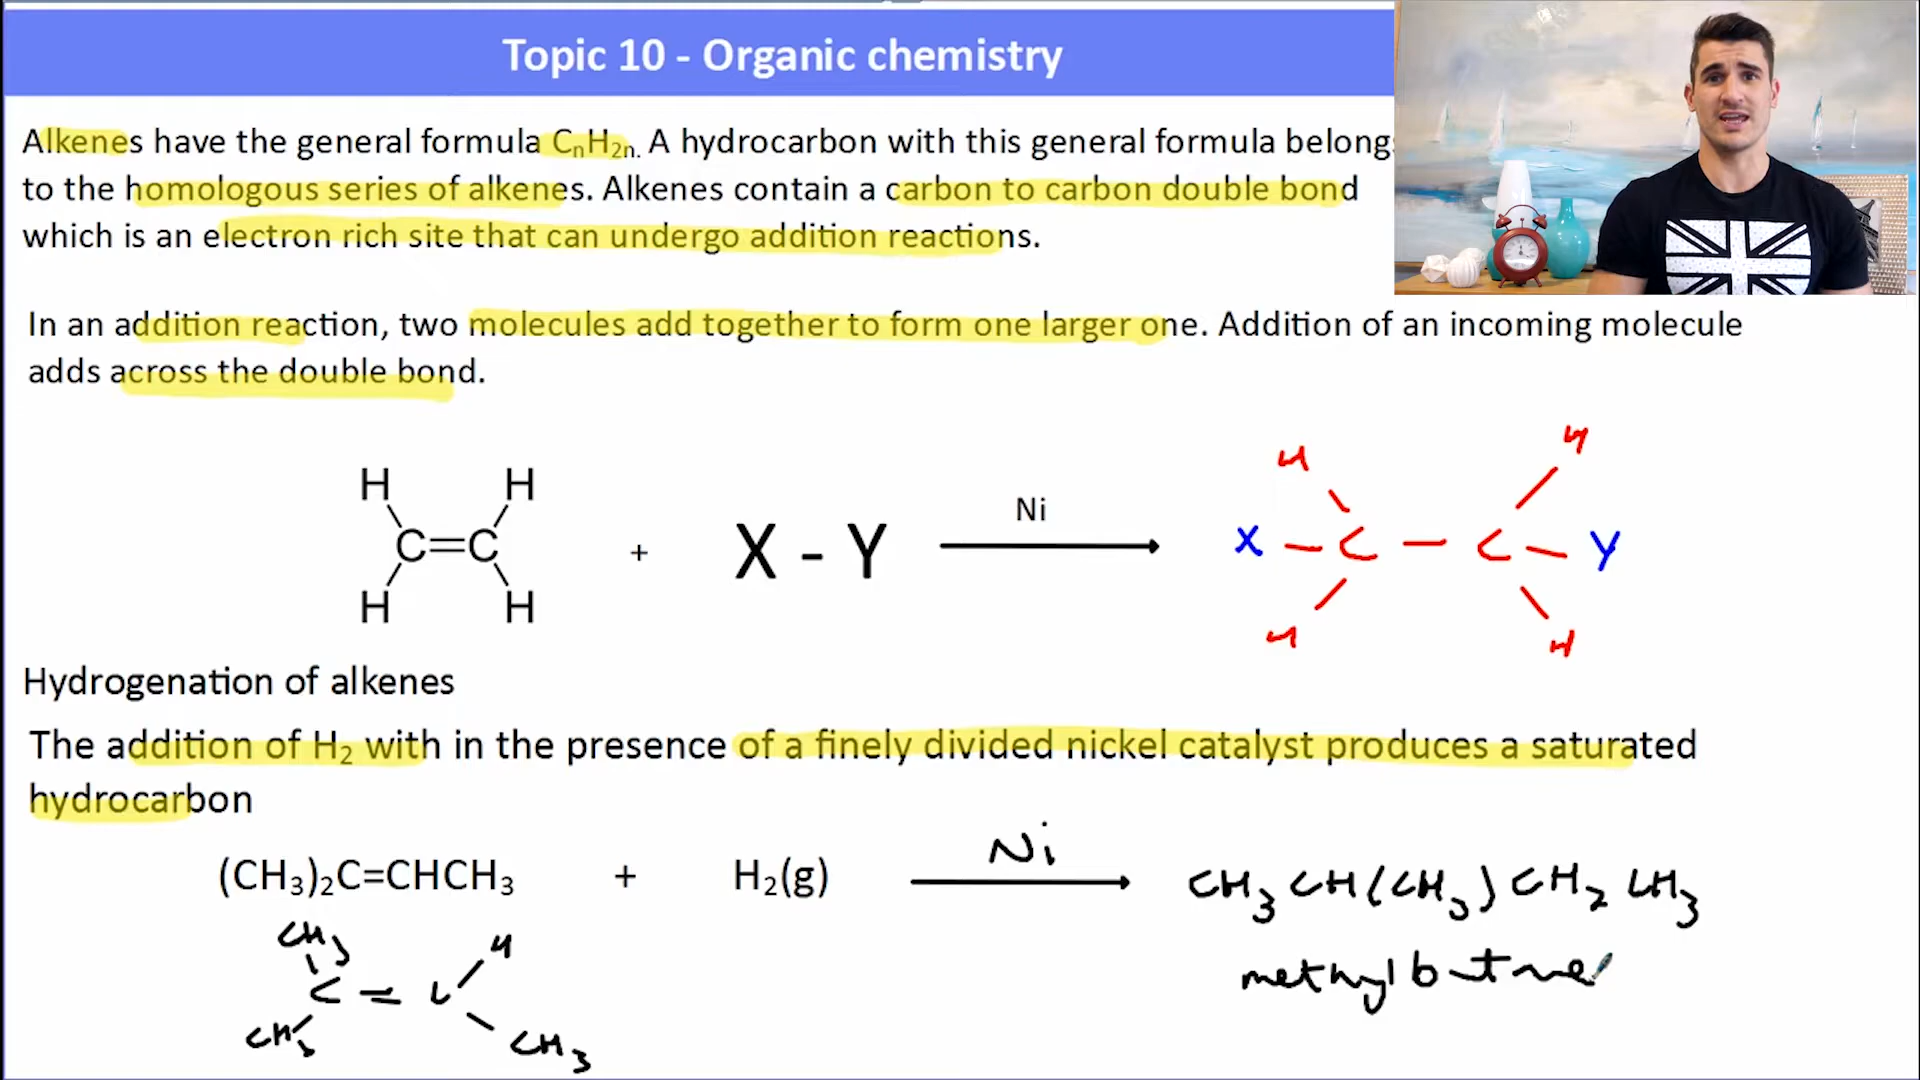 Topic 10 - Organic chemistry
Alkenes have the general formula CₙH₂ₙ. A hydrocarbon with this general formula belong
to the homologous series of alkenes. Alkenes contain a carbon to carbon double bond
which is an electron rich site that can undergo addition reactions.
In an addition reaction, two molecules add together to form one larger one. Addition of an incoming molecule
adds across the double bond.
H H
C=C
H H
+
X - Y
Ni
H H
X – C – C – Y
H H
Hydrogenation of alkenes
The addition of H₂ with in the presence of a finely divided nickel catalyst produces a saturated
hydrocarbon
(CH₃)₂C=CHCH₃ + H₂(g) Ni CH₃CH(CH₃)CH₂CH₃
CH₃ H
C = C
CH₃ CH₃
methylbutane